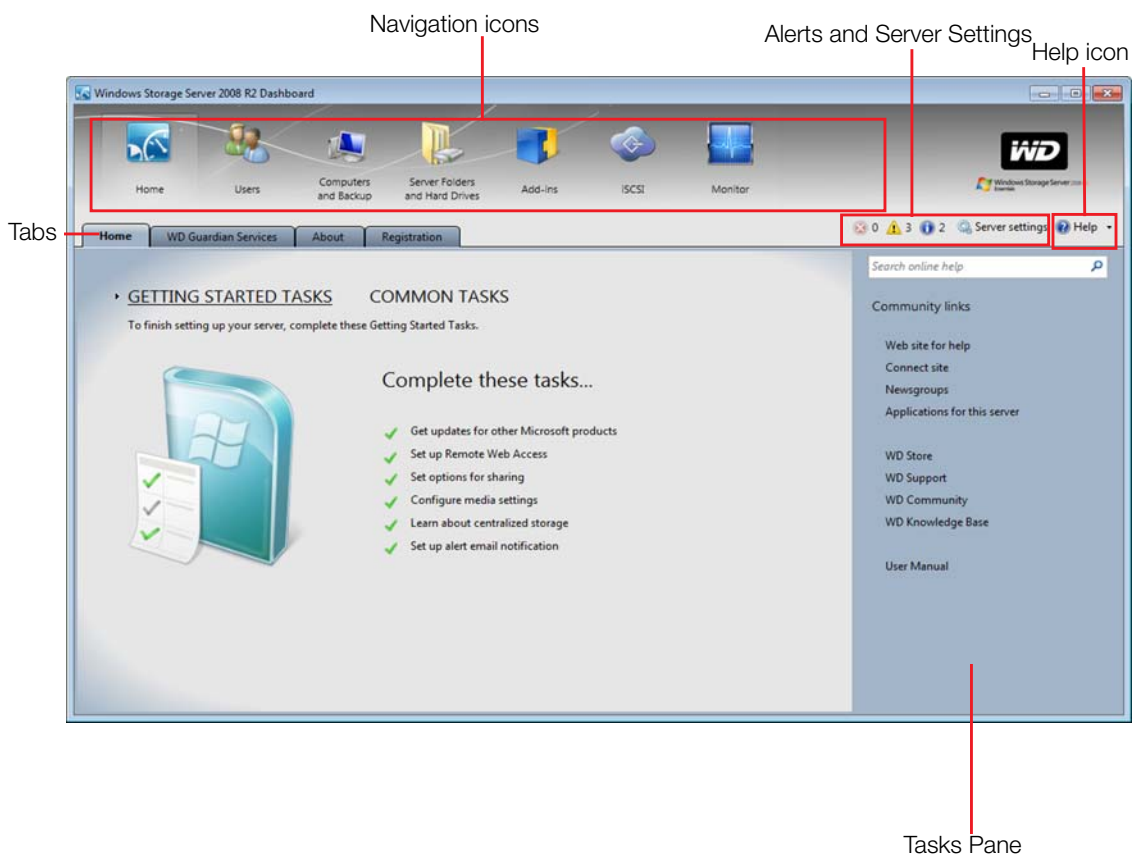 Navigation icons
Alerts and Server Settings
Help icon
Windows Storage Server 2008 R2 Dashboard
Home
Users
Computers
and Backup
Server Folders
and Hard Drives
Add-ins
iSCSI
Monitor
WD
Windows Storage Server
Essentials
Tabs
Home
WD Guardian Services
About
Registration
0 3 2 Server settings Help
Search online help
GETTING STARTED TASKS COMMON TASKS
To finish setting up your server, complete these Getting Started Tasks.
Complete these tasks...
Get updates for other Microsoft products
Set up Remote Web Access
Set options for sharing
Configure media settings
Learn about centralized storage
Set up alert email notification
Community links
Web site for help
Connect site
Newsgroups
Applications for this server
WD Store
WD Support
WD Community
WD Knowledge Base
User Manual
Tasks Pane